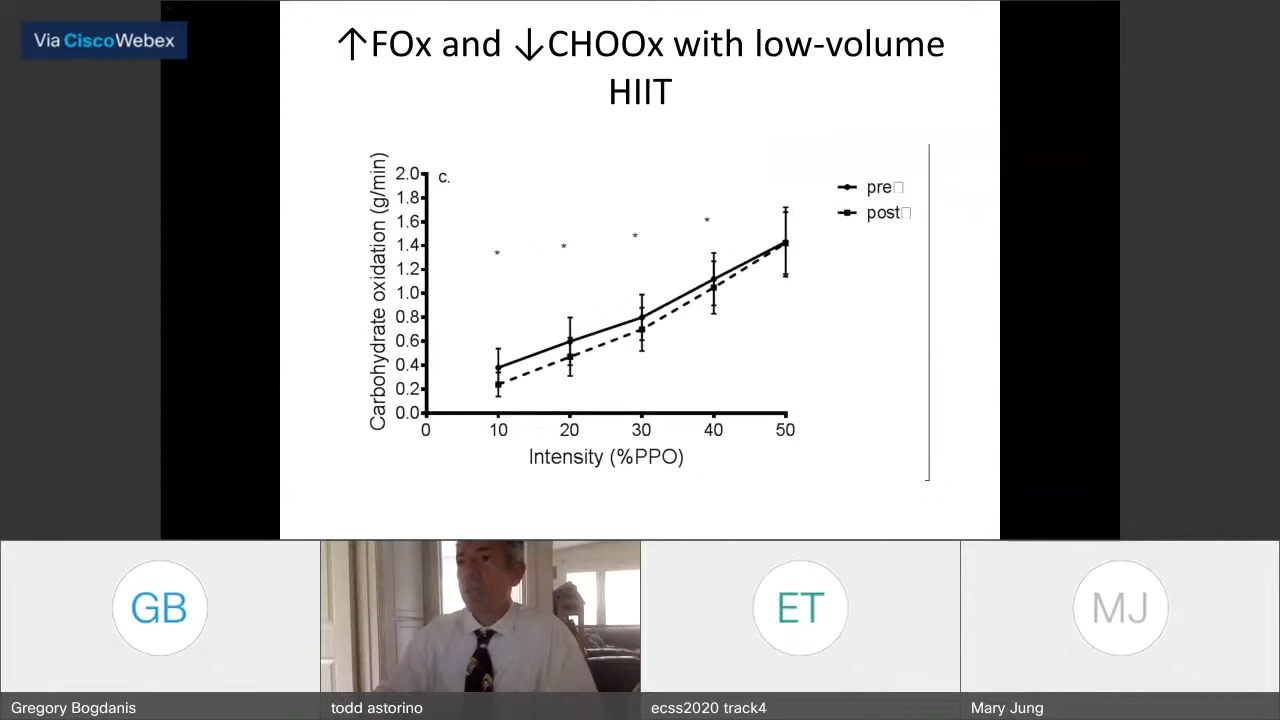 Via Cisco Webex
↑FOx and ↓CHOOx with low-volume
HIIT
Carbohydrate oxidation (g/min)
2.0
1.8
1.6
1.4
1.2
1.0
0.8
0.6
0.4
0.2
0.0
c.
*
*
*
*
pre□
post□
0 10 20 30 40 50
Intensity (%PPO)
GB
ET
MJ
Gregory Bogdanis
todd astorino
ecss2020 track4
Mary Jung